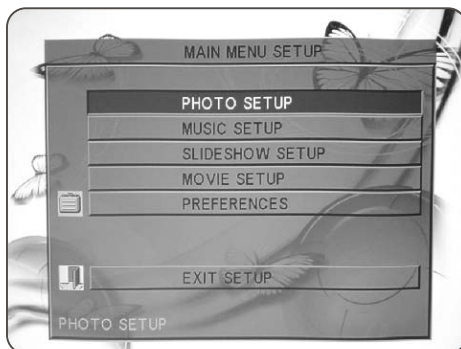 MAIN MENU SETUP
PHOTO SETUP
MUSIC SETUP
SLIDESHOW SETUP
MOVIE SETUP
PREFERENCES
EXIT SETUP
PHOTO SETUP